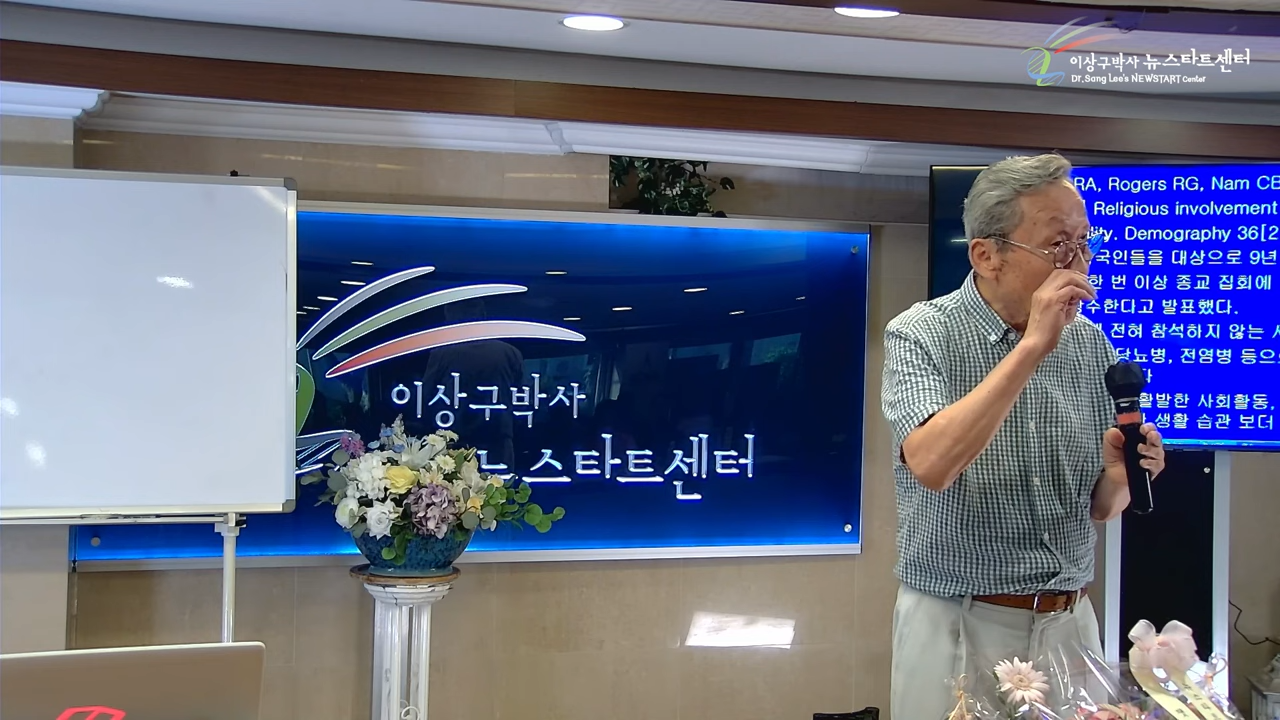 이상구박사 뉴스타트센터
Dr. Sang Lee's NEWSTART Center
RA, Rogers RG, Nam CB
Religious involvement
Demography 36[2
국인들을 대상으로 9년
한 번 이상 종교 집회에
장수한다고 발표했다.
전혀 참석하지 않는
당뇨병, 전염병 등으
활발한 사회활동,
생활 습관 보더
이상구박사
뉴스타트센터